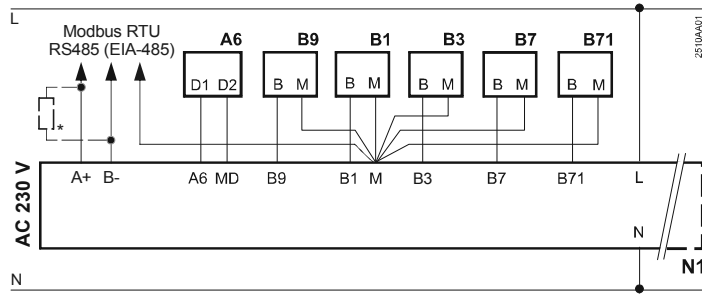 L
Modbus RTU
RS485 (EIA-485)
A6 B9 B1 B3 B7 B71
2510AA01
D1 D2 B M B M B M B M B M
*
A+ B- A6 MD B9 B1 M B3 B7 B71 L
AC 230 V
N
N1
N